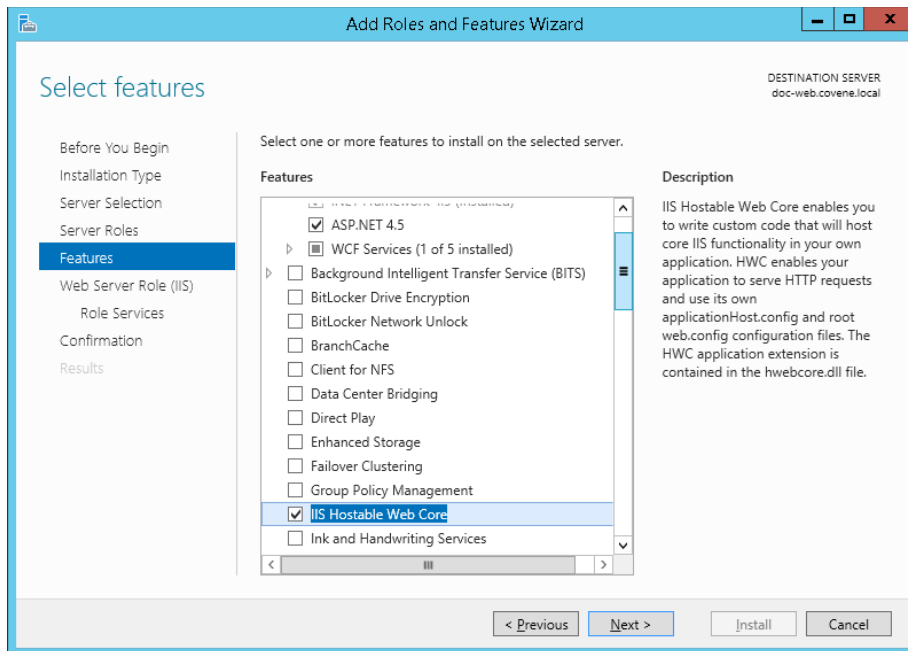 Add Roles and Features Wizard
Select features
DESTINATION SERVER
doc-web.covene.local
Before You Begin
Installation Type
Server Selection
Server Roles
Features
Web Server Role (IIS)
Role Services
Confirmation
Results
Select one or more features to install on the selected server.
Features
ASP.NET 4.5
WCF Services (1 of 5 installed)
Background Intelligent Transfer Service (BITS)
BitLocker Drive Encryption
BitLocker Network Unlock
BranchCache
Client for NFS
Data Center Bridging
Direct Play
Enhanced Storage
Failover Clustering
Group Policy Management
IIS Hostable Web Core
Ink and Handwriting Services
Description
IIS Hostable Web Core enables you
to write custom code that will host
core IIS functionality in your own
application. HWC enables your
application to serve HTTP requests
and use its own
applicationHost.config and root
web.config configuration files. The
HWC application extension is
contained in the hwebcore.dll file.
< Previous
Next >
Install
Cancel